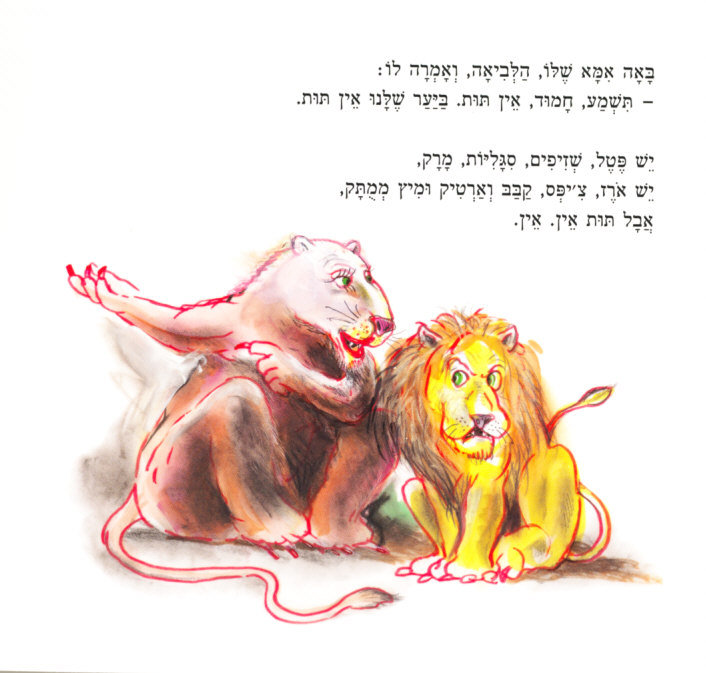 בָּאָה אִמָּא שֶׁלּוֹ, הַלְּבִיאָה, וְאָמְרָה לוֹ:
– תִּשְׁמַע, חָמוּד, אֵין תּוּת. בַּיַּעַר שֶׁלָּנוּ אֵין תּוּת.
יֵשׁ פֶּטֶל, שְׁזִיפִים, סִגָּלִיּוֹת, מָרָק,
יֵשׁ אֹרֶז, צִ׳יפְּס, קַבַּבּ וְאַרְטִיק וּמִיץ מְמֻתָּק,
אֲבָל תּוּת אֵין. אֵין.